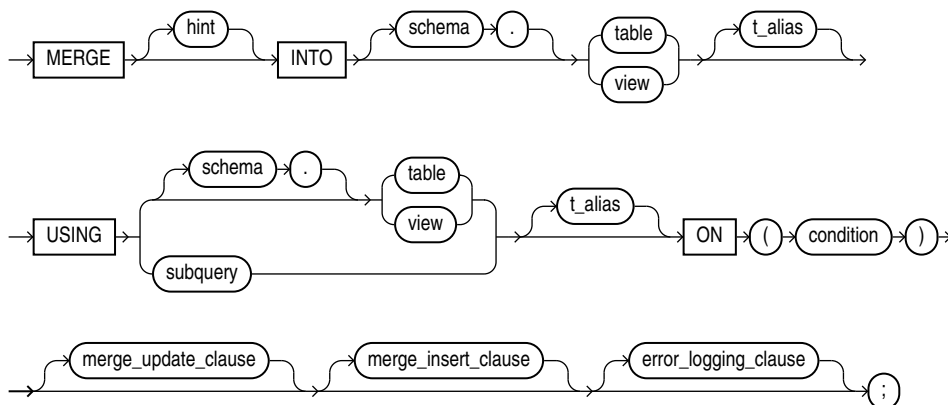 hint schema . table t_alias
MERGE INTO view
schema . table
view t_alias
USING ON ( condition )
subquery
merge_update_clause merge_insert_clause error_logging_clause
;